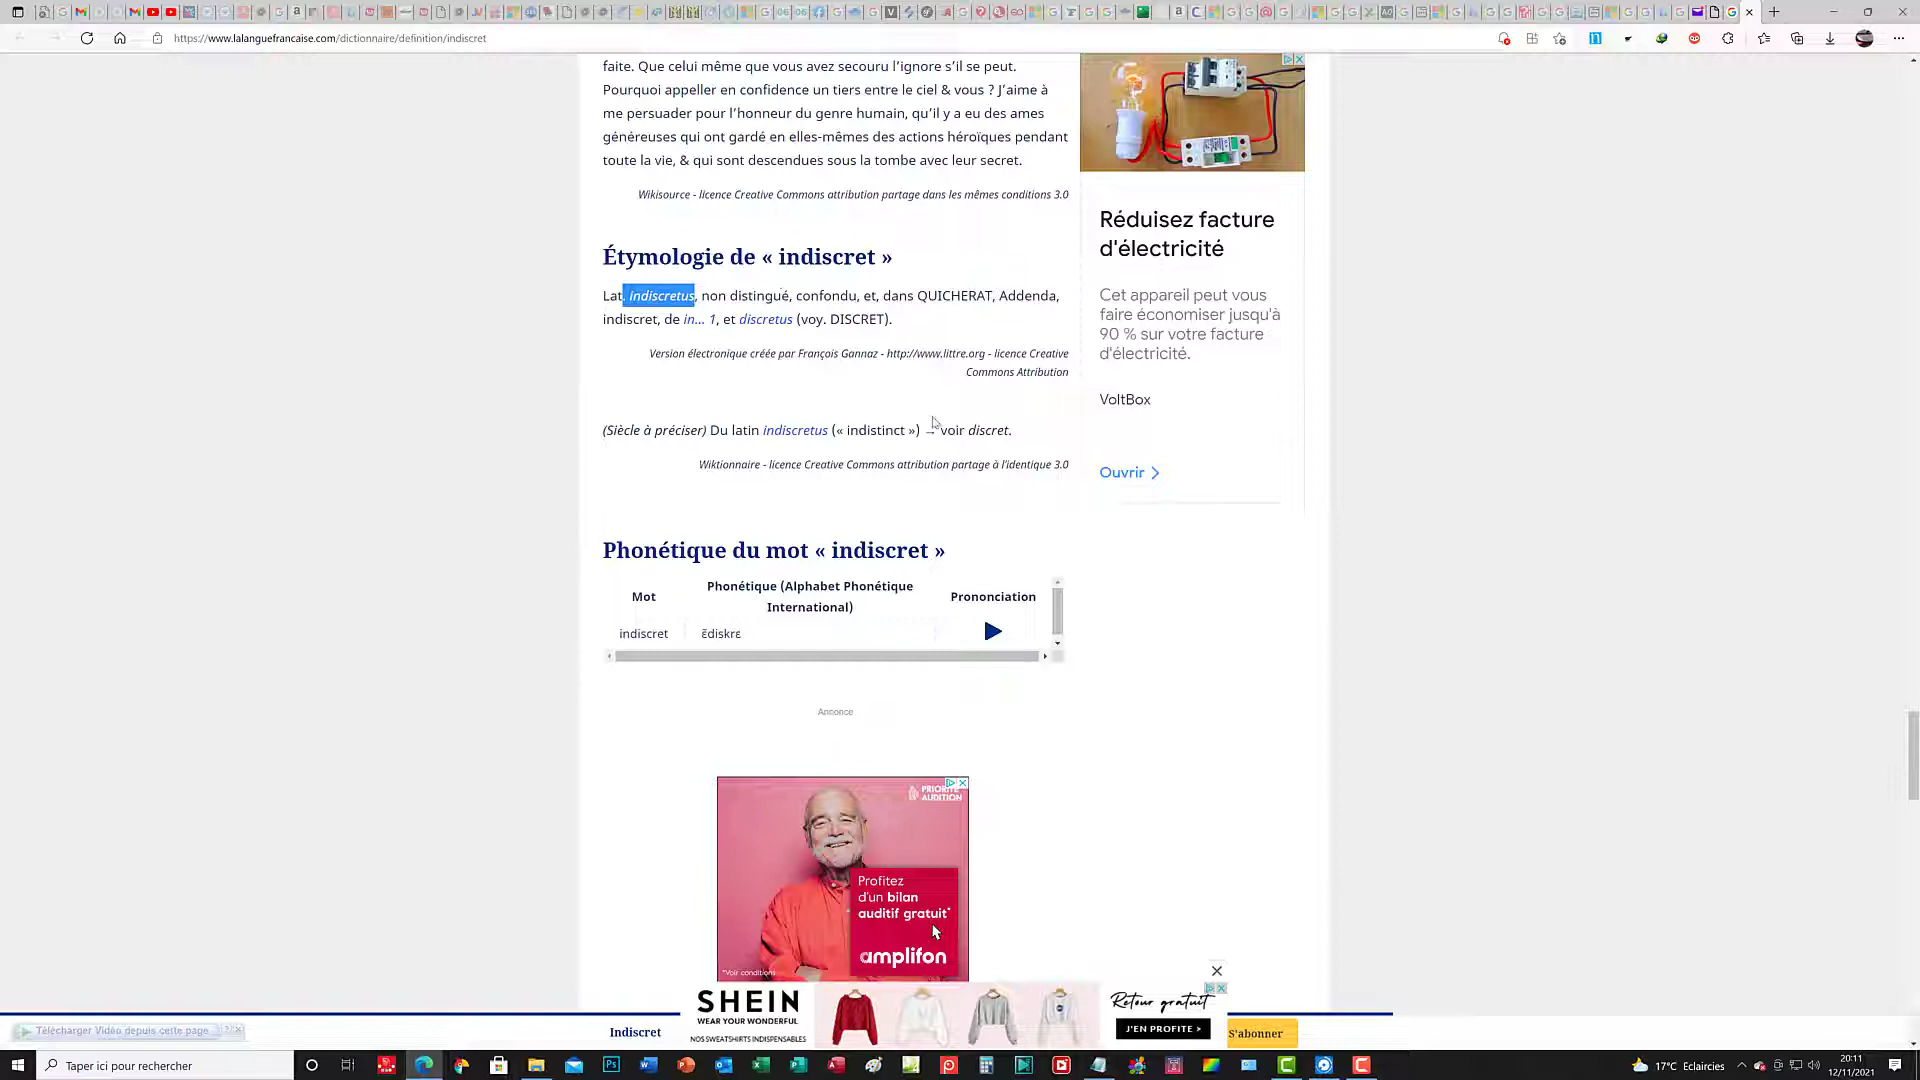 https://www.lalanguefrancaise.com/dictionnaire/definition/indiscret
faite. Que celui même que vous avez secouru l’ignore s’il se peut.
Pourquoi appeller en confidence un tiers entre le ciel & vous ? J’aime à
me persuader pour l’honneur du genre humain, qu’il y a eu des ames
généreuses qui ont gardé en elles-mêmes des actions héroïques pendant
toute la vie, & qui sont descendues sous la tombe avec leur secret.
Wikisource - licence Creative Commons attribution partage dans les mêmes conditions 3.0
Étymologie de « indiscret »
Lat. indiscretus, non distingué, confondu, et, dans QUICHERAT, Addenda,
indiscret, de in... 1, et discretus (voy. DISCRET).
Version électronique créée par François Gannaz - http://www.littre.org - licence Creative
Commons Attribution
(Siècle à préciser) Du latin indiscretus (« indistinct ») → voir discret.
Wiktionnaire - licence Creative Commons attribution partage à l’identique 3.0
Phonétique du mot « indiscret »
Mot
Phonétique (Alphabet Phonétique
International)
Prononciation
indiscret
ɛ̃diskrɛ
Annonce
Réduisez facture
d'électricité
Cet appareil peut vous
faire économiser jusqu'à
90 % sur votre facture
d'électricité.
VoltBox
Ouvrir
PRIORITÉ
AUDITION
Profitez
d'un bilan
auditif gratuit*
amplifon
*Voir conditions
SHEIN
WEAR YOUR WONDERFUL
NOS SWEATSHIRTS INDISPENSABLES
Retour gratuit
J'EN PROFITE >
Télécharger Vidéo depuis cette page
?
Indiscret
S'abonner
Taper ici pour rechercher
17°C Eclaircies
20:11
12/11/2021